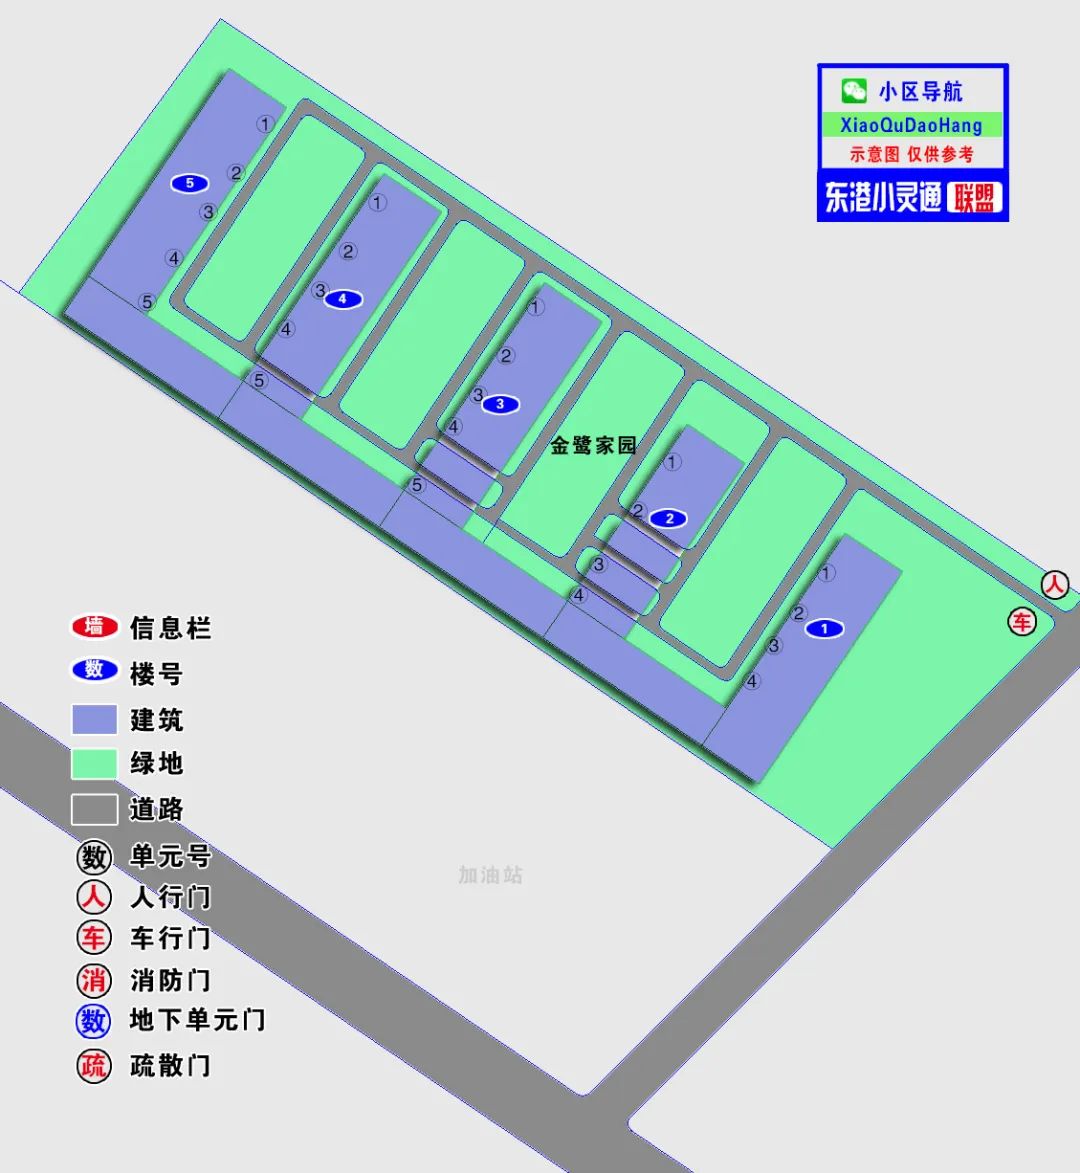 小区导航
XiaoQuDaoHang
示意图 仅供参考
东港小灵通 联盟
①
②
5
③
④
⑤
①
②
③
4
④
⑤
①
②
③
3
④
⑤
金鹭家园
①
②
2
③
④
①
②
1
③
④
人
车
墙 信息栏
数 楼号
建筑
绿地
道路
数 单元号
人 人行门
车 车行门
消 消防门
数 地下单元门
疏 疏散门
加油站